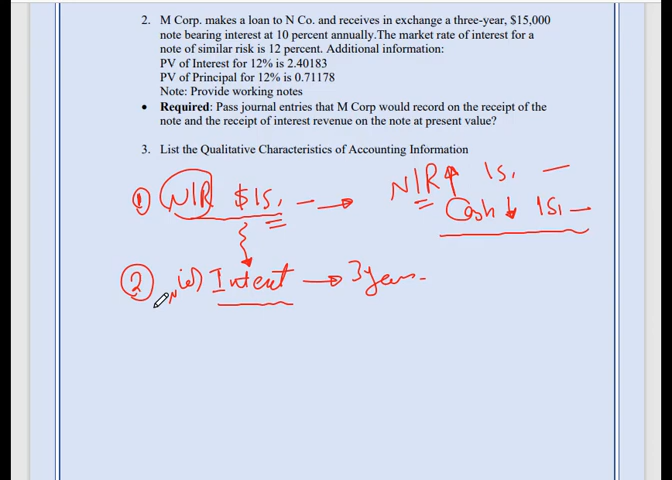 2. M Corp. makes a loan to N Co. and receives in exchange a three-year, $15,000
note bearing interest at 10 percent annually.The market rate of interest for a
note of similar risk is 12 percent. Additional information:
PV of Interest for 12% is 2.40183
PV of Principal for 12% is 0.71178
Note: Provide working notes
• Required: Pass journal entries that M Corp would record on the receipt of the
note and the receipt of interest revenue on the note at present value?
3. List the Qualitative Characteristics of Accounting Information
① N/R $15, — → N/R↑ 15, —
Cash ↓ 15, —
② → 3 years.